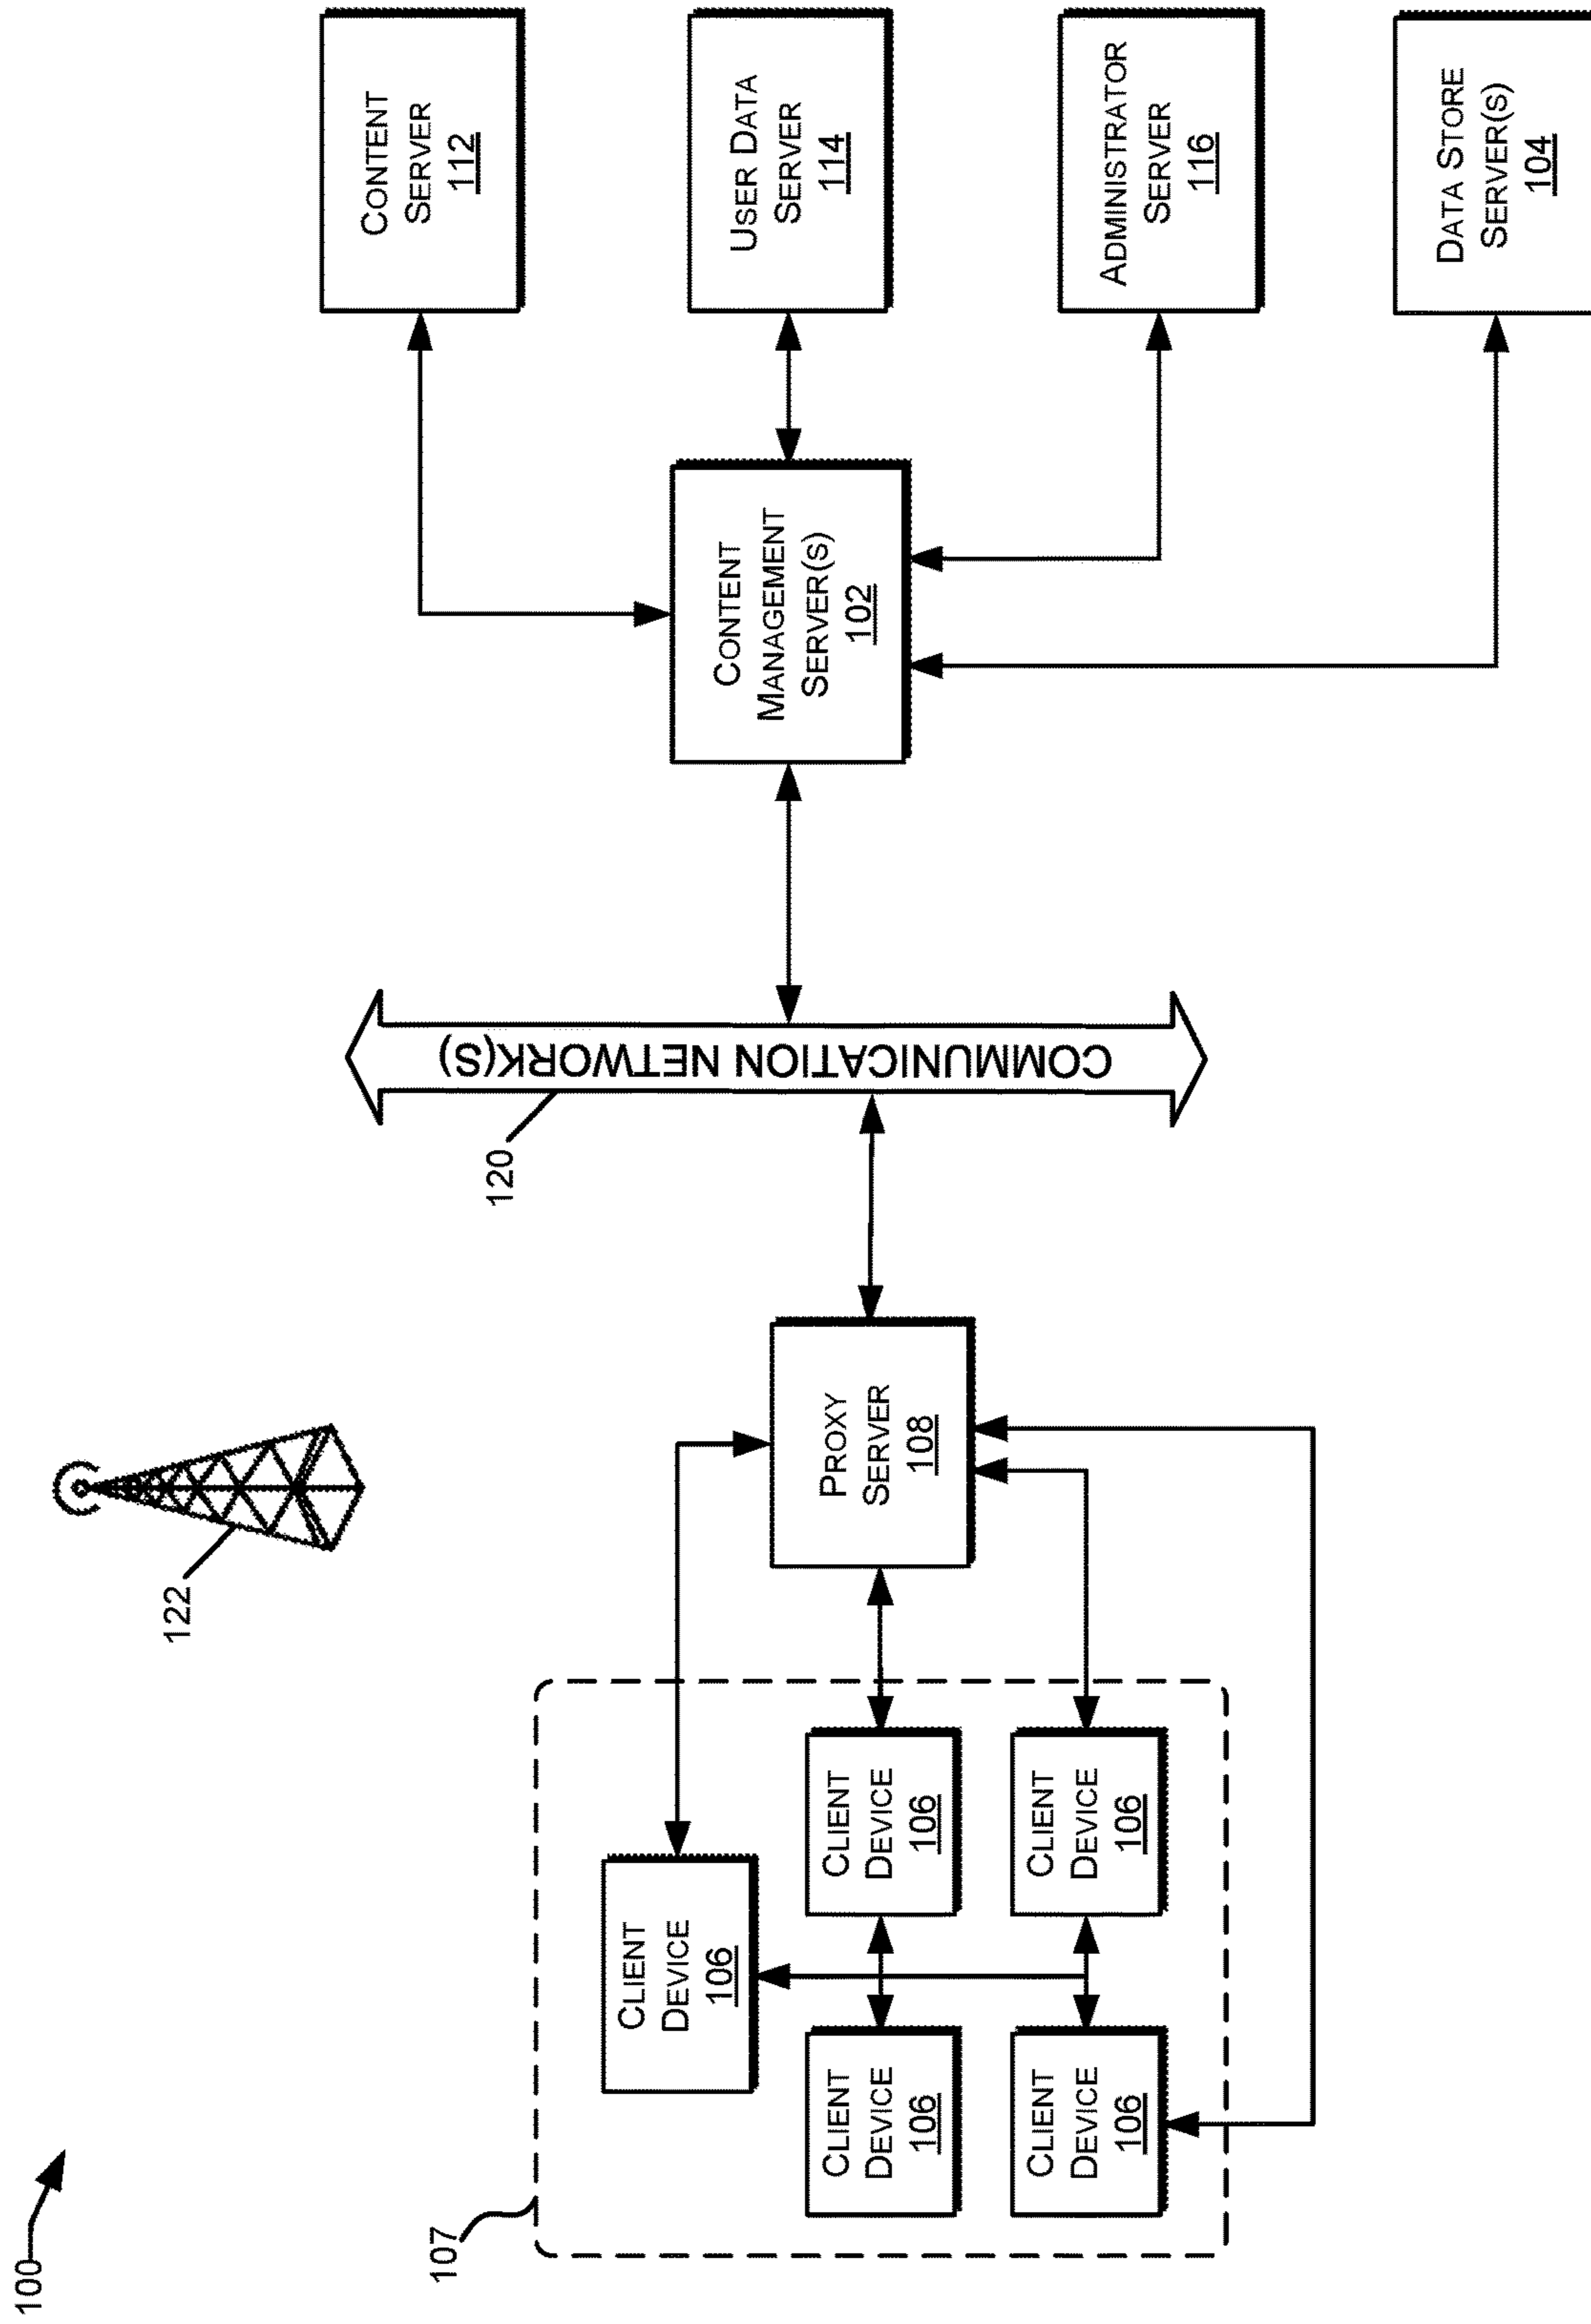 100
122
CONTENT
SERVER
112
107
120
COMMUNICATION NETWORK(S)
CLIENT
DEVICE
106
CONTENT
MANAGEMENT
SERVER(S)
102
USER DATA
SERVER
114
CLIENT
DEVICE
106
CLIENT
DEVICE
106
PROXY
SERVER
108
CLIENT
DEVICE
106
CLIENT
DEVICE
106
ADMINISTRATOR
SERVER
116
DATA STORE
SERVER(S)
104